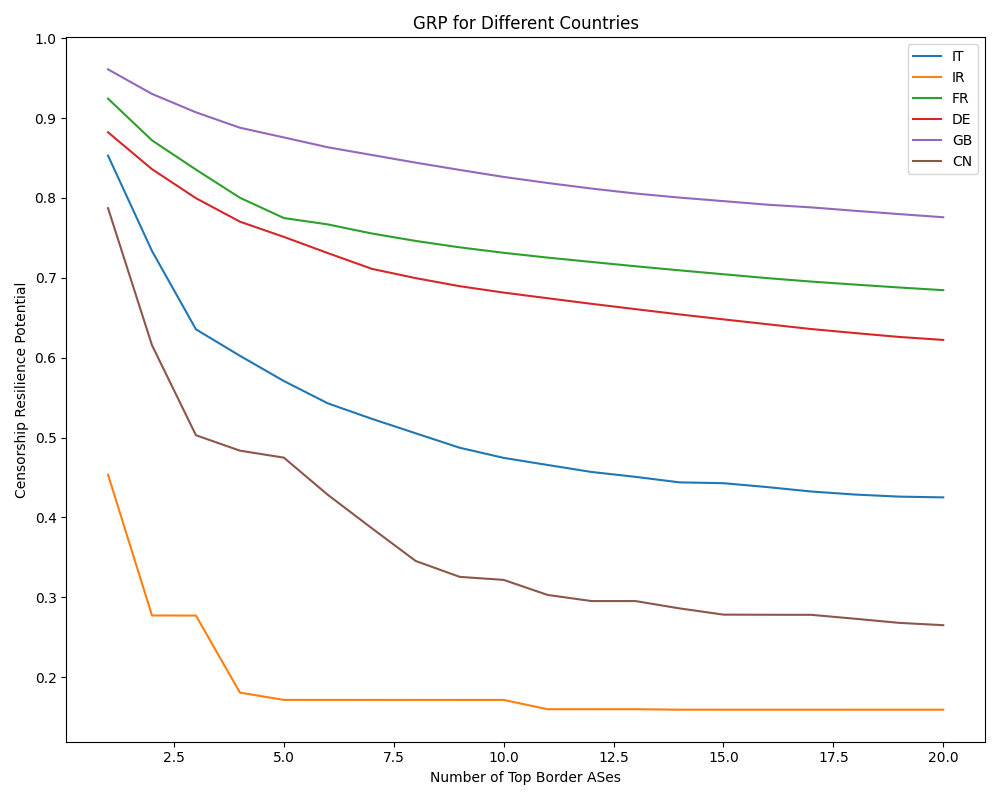 GRP for Different Countries
Censorship Resilience Potential
1.0
0.9
0.8
0.7
0.6
0.5
0.4
0.3
0.2
IT
IR
FR
DE
GB
CN
2.5 5.0 7.5 10.0 12.5 15.0 17.5 20.0
Number of Top Border ASes